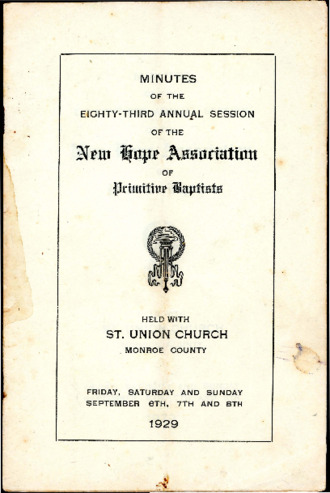 MINUTES
OF THE
EIGHTY-THIRD ANNUAL SESSION
OF THE
New Hope Association
OF
Primitive Baptists
HELD WITH
ST. UNION CHURCH
MONROE COUNTY
FRIDAY, SATURDAY AND SUNDAY
SEPTEMBER 6TH, 7TH AND 8TH
1929